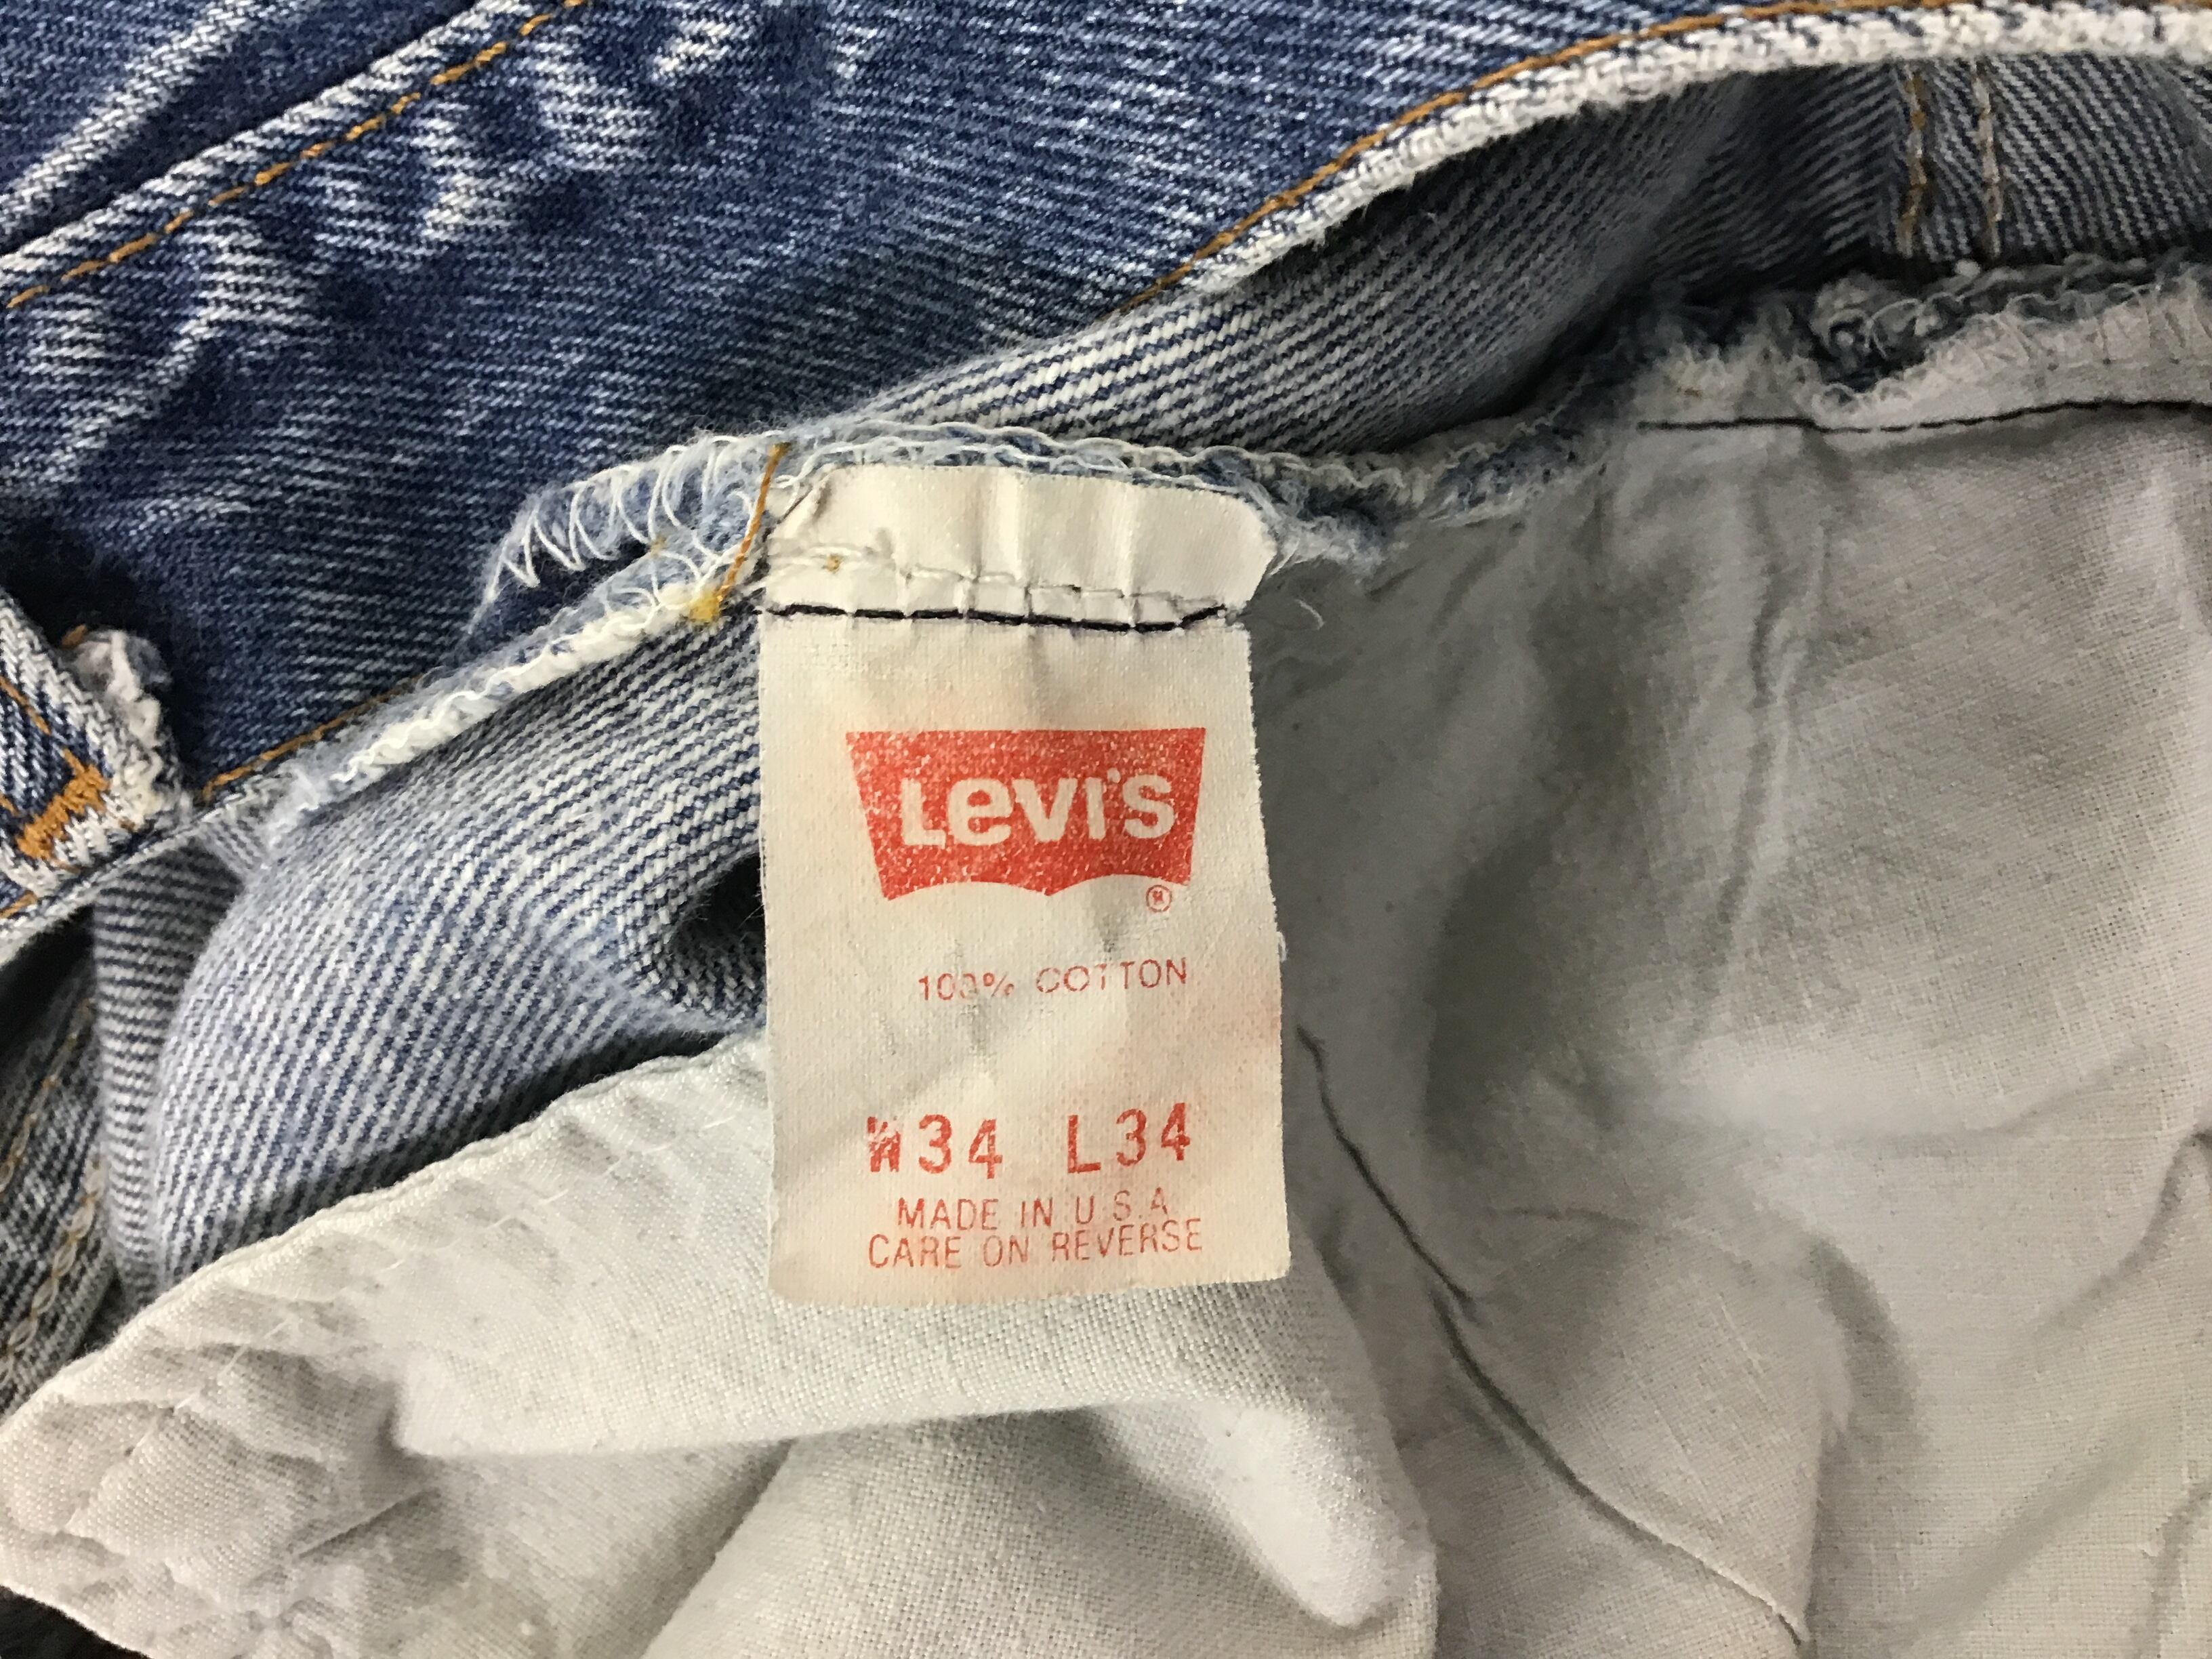 Levi's
®
100% COTTON
W34 L34
MADE IN U.S.A.
CARE ON REVERSE